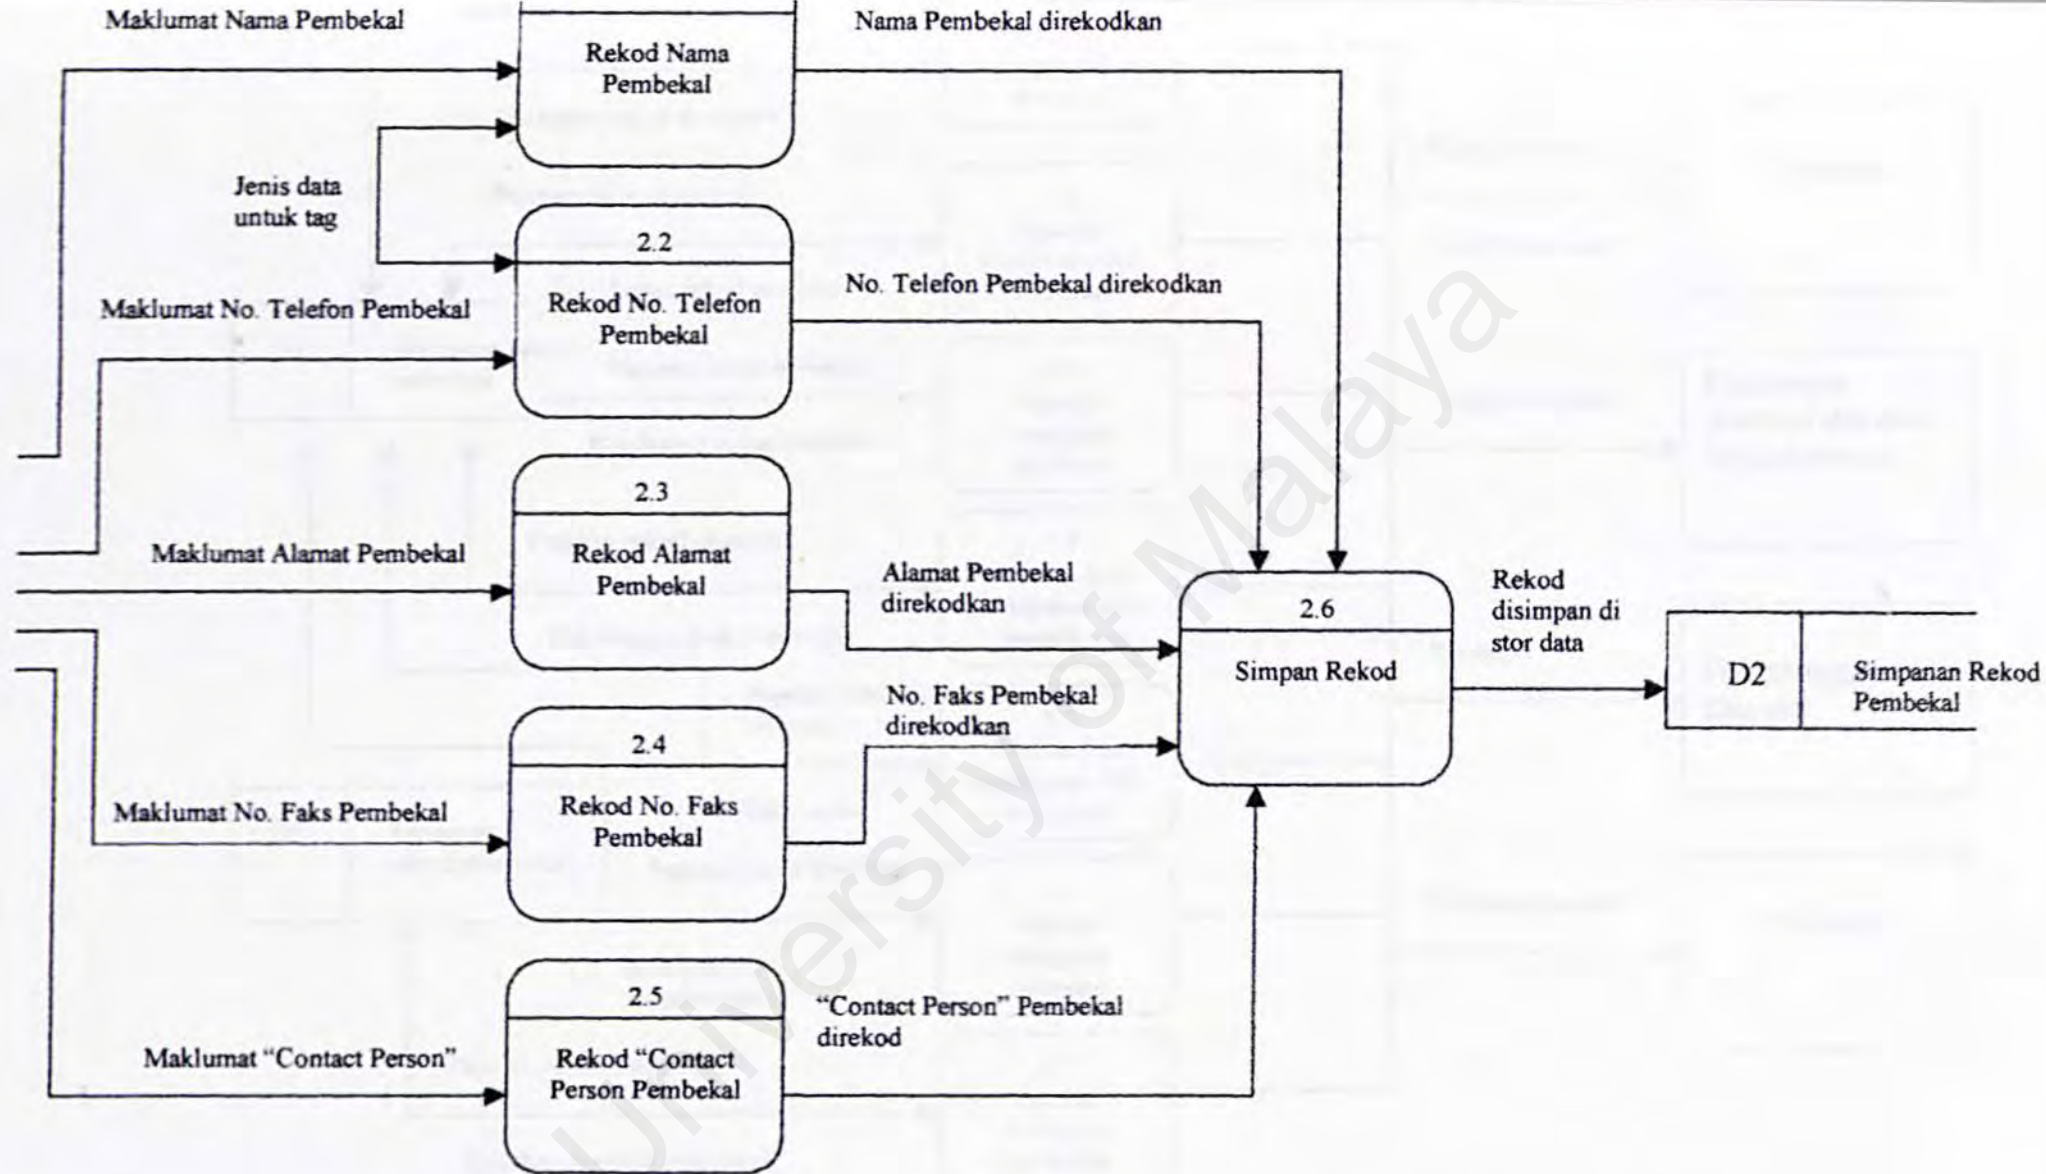 Maklumat Nama Pembekal
Nama Pembekal direkodkan
Rekod Nama
Pembekal
Jenis data
untuk tag
2.2
Maklumat No. Telefon Pembekal
Rekod No. Telefon
Pembekal
No. Telefon Pembekal direkodkan
2.3
Maklumat Alamat Pembekal
Rekod Alamat
Pembekal
Alamat Pembekal
direkodkan
2.6
Simpan Rekod
Rekod
disimpan di
stor data
D2
Simpanan Rekod
Pembekal
No. Faks Pembekal
direkodkan
2.4
Maklumat No. Faks Pembekal
Rekod No. Faks
Pembekal
2.5
"Contact Person" Pembekal
direkod
Maklumat "Contact Person"
Rekod "Contact
Person Pembekal
University of Malaya